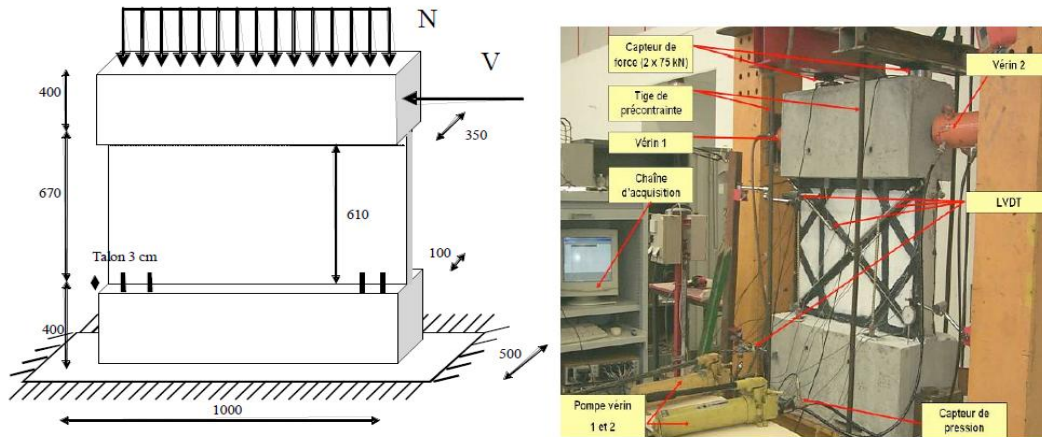 N
V
400
350
670
610
100
Talon 3 cm
400
500
1000
Capteur de
force (2 x 75 kN)
Vérin 2
Tige de
précontrainte
Vérin 1
Chaîne
d'acquisition
LVDT
Pompe vérin
1 et 2
Capteur de
pression